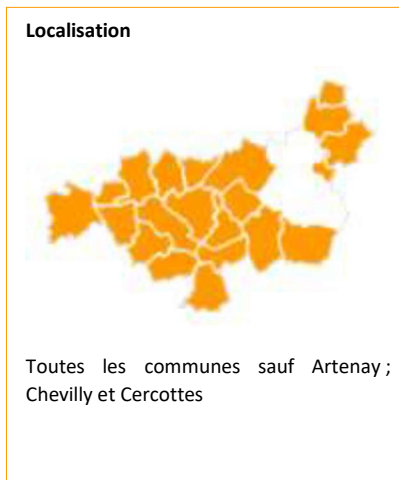 Localisation
Toutes les communes sauf Artenay ;
Chevilly et Cercottes